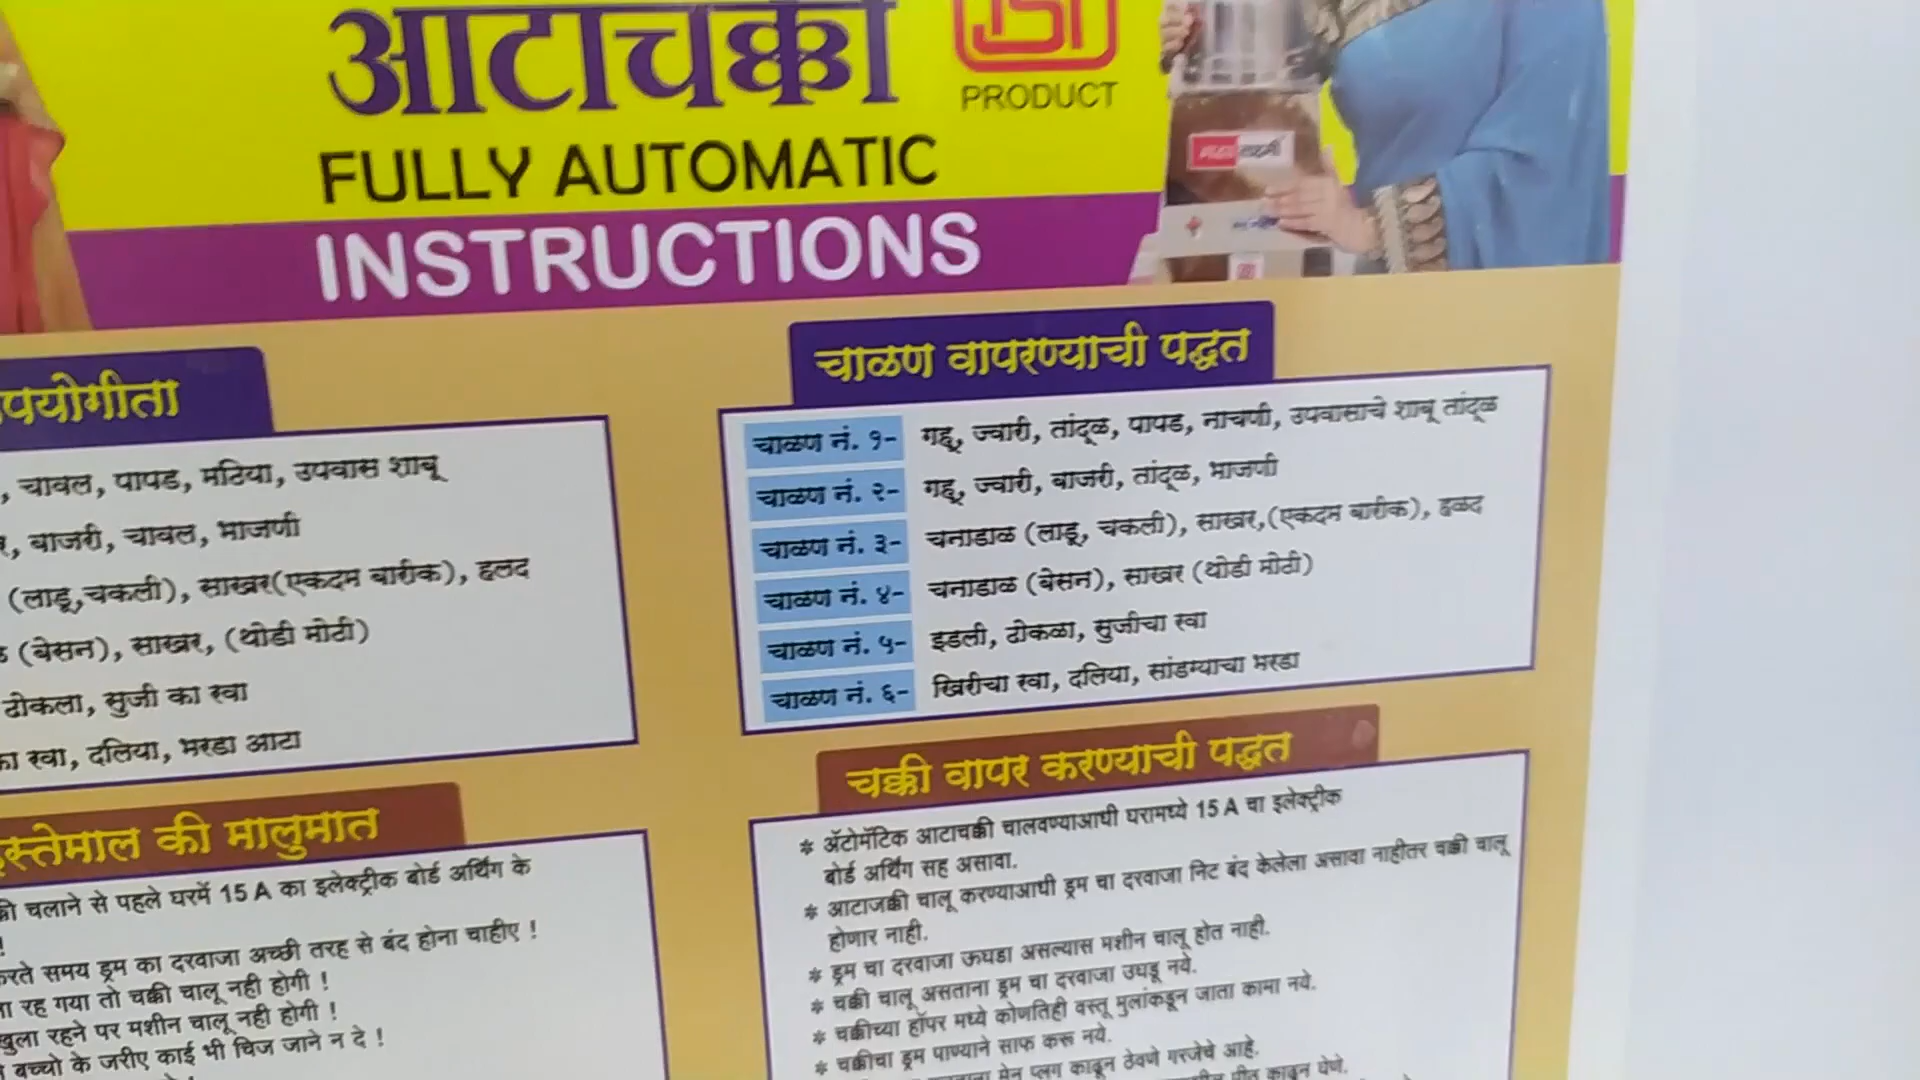 आटाचक्की
ISI
PRODUCT
FULLY AUTOMATIC
INSTRUCTIONS
चाळण वापरण्याची पद्धत
चाळण नं. १- गहू, ज्वारी, तांदूळ, पापड, नाचणी, उपवासाचे शाबू तांदूळ
चाळण नं. २- गहू, ज्वारी, बाजरी, तांदूळ, भाजणी
चाळण नं. ३- चनाडाळ (लाडू, चकली), साखर,(एकदम बारीक), हळद
चाळण नं. ४- चनाडाळ (बेसन), साखर (थोडी मोठी)
चाळण नं. ५- इडली, ढोकळा, सुजीचा रवा
चाळण नं. ६- खिरीचा रवा, दलिया, सांडग्याचा भरडा
पयोगीता
, चावल, पापड, मठिया, उपवास शाबू
, बाजरी, चावल, भाजणी
(लाडू,चकली), साखर(एकदम बारीक), हलद
(बेसन), साखर, (थोडी मोठी)
ढोकला, सुजी का रवा
का रवा, दलिया, भरडा आटा
चक्की वापर करण्याची पद्धत
* ॲटोमॅटिक आटाचक्की चालवण्याआधी घरामध्ये 15 A चा इलेक्ट्रीक
बोर्ड अर्थिंग सह असावा.
* आटाजक्की चालू करण्याआधी ड्रम चा दरवाजा निट बंद केलेला असावा नाहीतर चक्की चालू
होणार नाही.
* ड्रम चा दरवाजा ऊघडा असल्यास मशीन चालू होत नाही.
* चक्की चालू असताना ड्रम चा दरवाजा उघडू नये.
* चक्कीच्या हॉपर मध्ये कोणतिही वस्तू मुलांकडून जाता कामा नये.
* चक्कीचा ड्रम पाण्याने साफ करू नये.
मेन प्लग काढून ठेवणे गरजेचे आहे.
पीठ काढून घेणे.
इस्तेमाल की मालुमात
चलाने से पहले घरमें 15 A का इलेक्ट्रीक बोर्ड अर्थिंग के
!
करते समय ड्रम का दरवाजा अच्छी तरह से बंद होना चाहीए !
रह गया तो चक्की चालू नही होगी !
खुला रहने पर मशीन चालू नही होगी !
बच्चो के जरीए काई भी चिज जाने न दे !